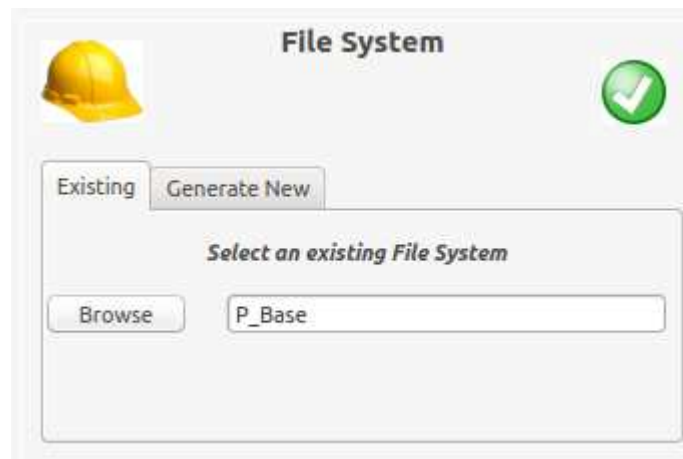 File System
Existing Generate New
Select an existing File System
Browse P_Base